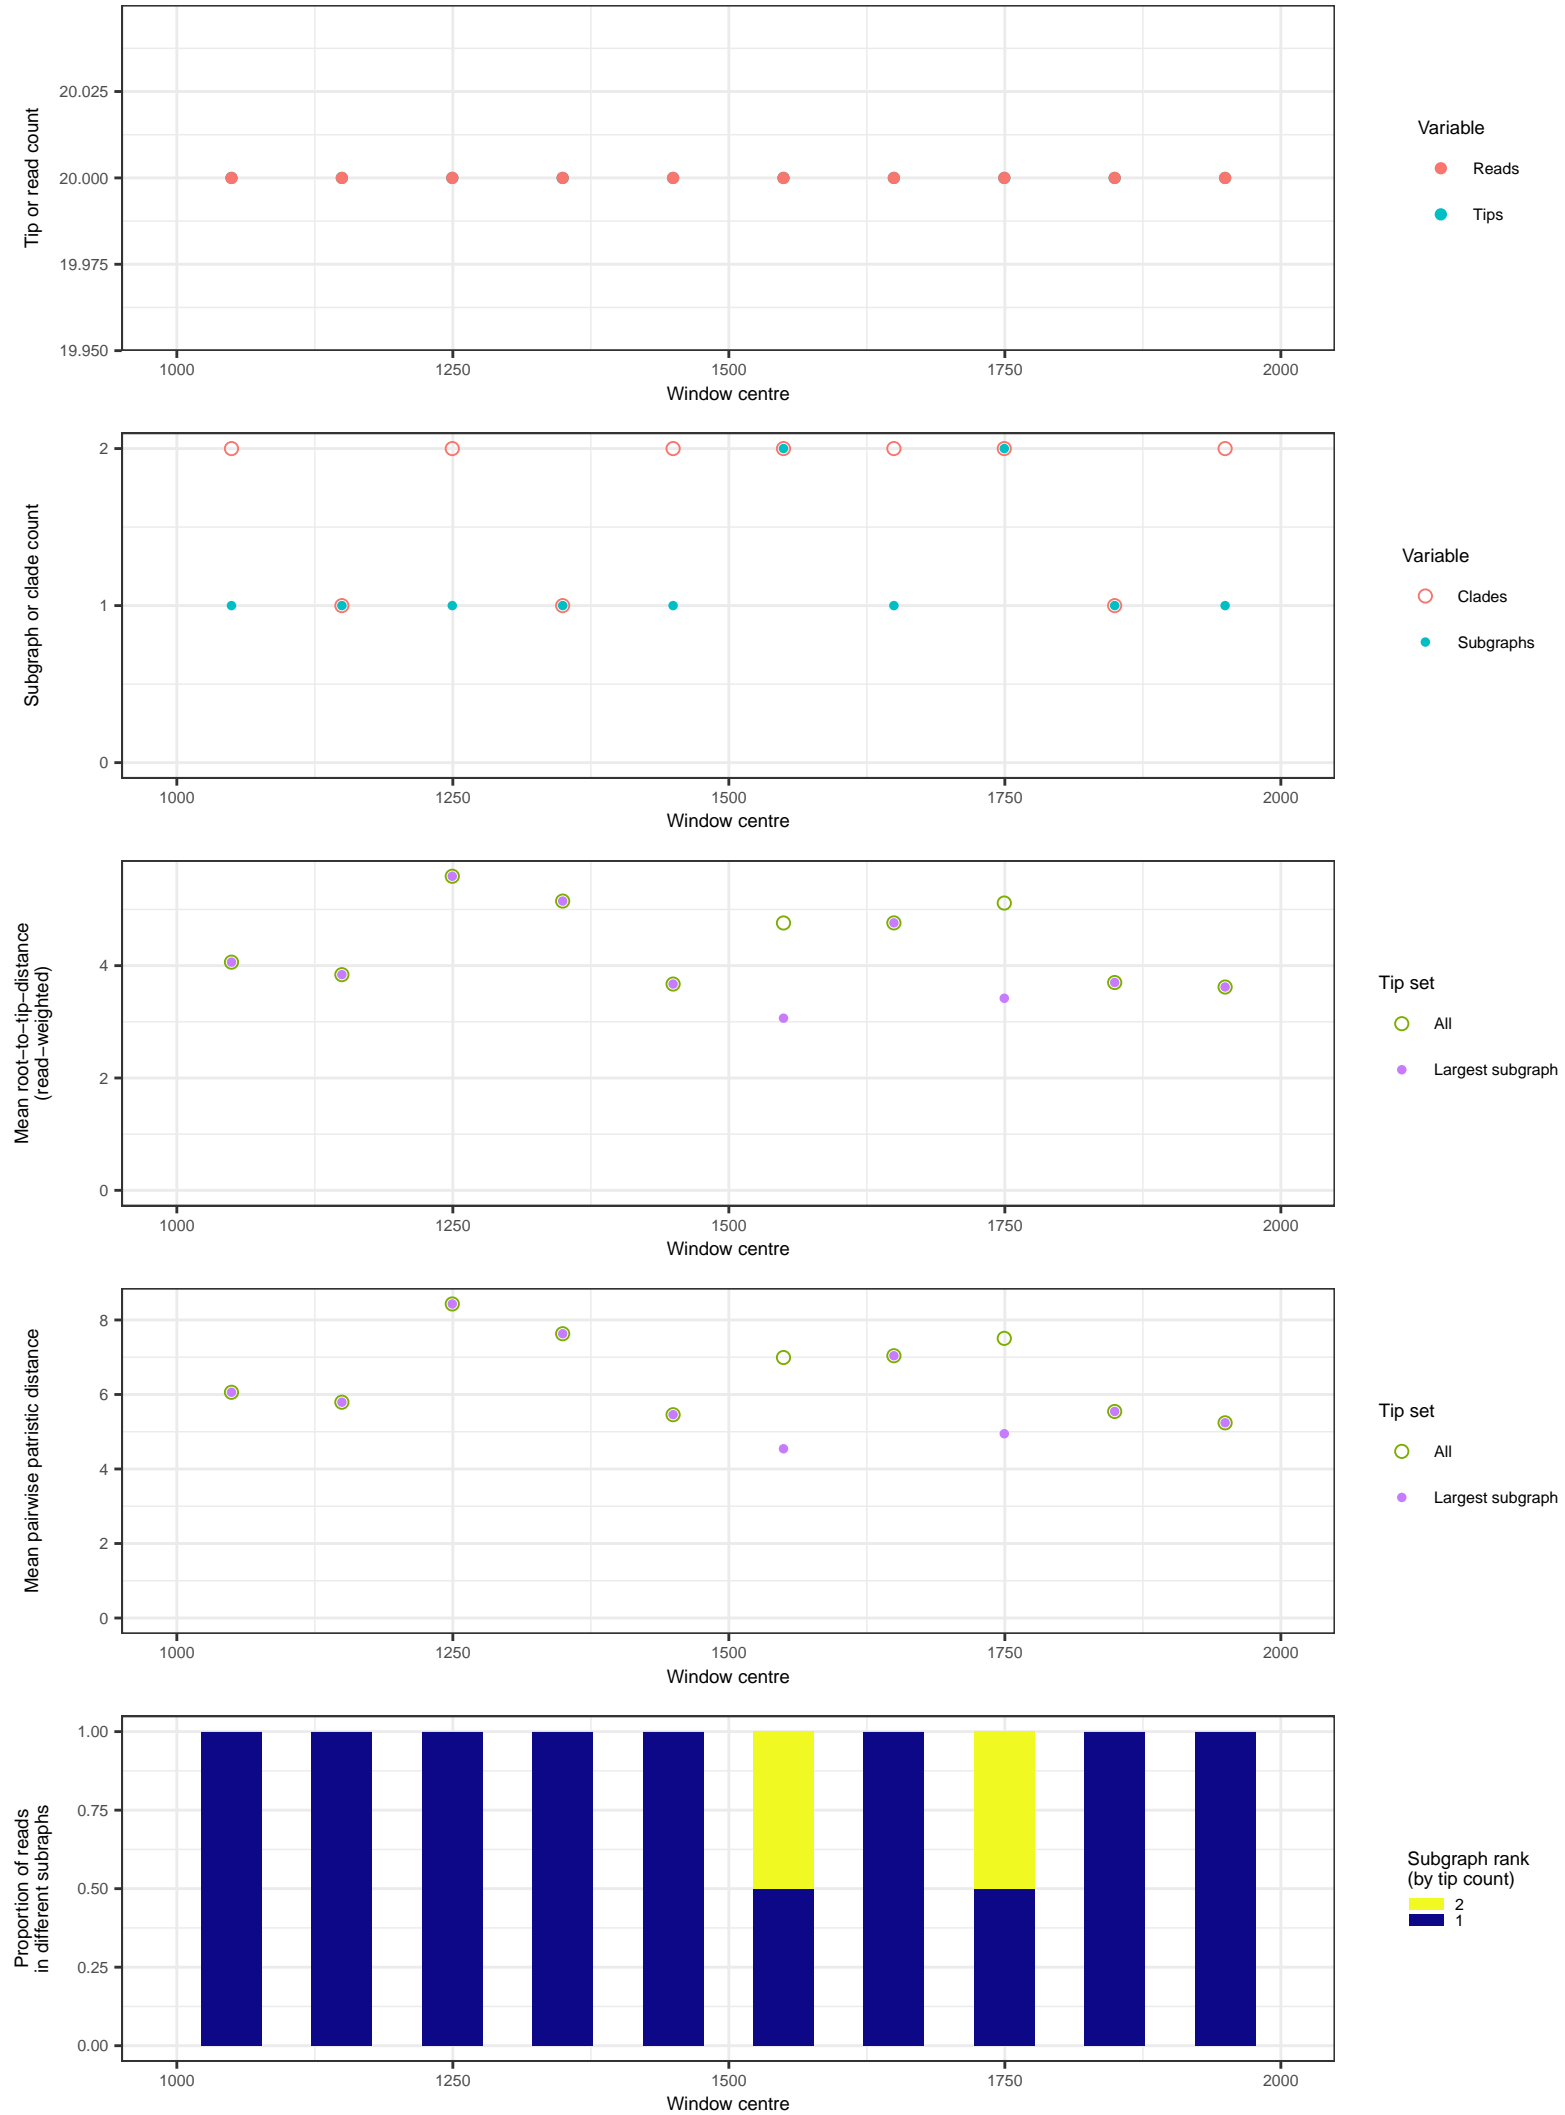 Tip or read count
20.025
20.000
19.975
19.950
1000 1250 1500 1750 2000
Window centre
Variable
Reads
Tips
Subgraph or clade count
2
1
0
1000 1250 1500 1750 2000
Window centre
Variable
Clades
Subgraphs
Mean root−to−tip−distance
(read−weighted)
4
2
0
1000 1250 1500 1750 2000
Window centre
Tip set
All
Largest subgraph
Mean pairwise patristic distance
8
6
4
2
0
1000 1250 1500 1750 2000
Window centre
Tip set
All
Largest subgraph
Proportion of reads
in different subraphs
1.00
0.75
0.50
0.25
0.00
1000 1250 1500 1750 2000
Window centre
Subgraph rank
(by tip count)
2
1